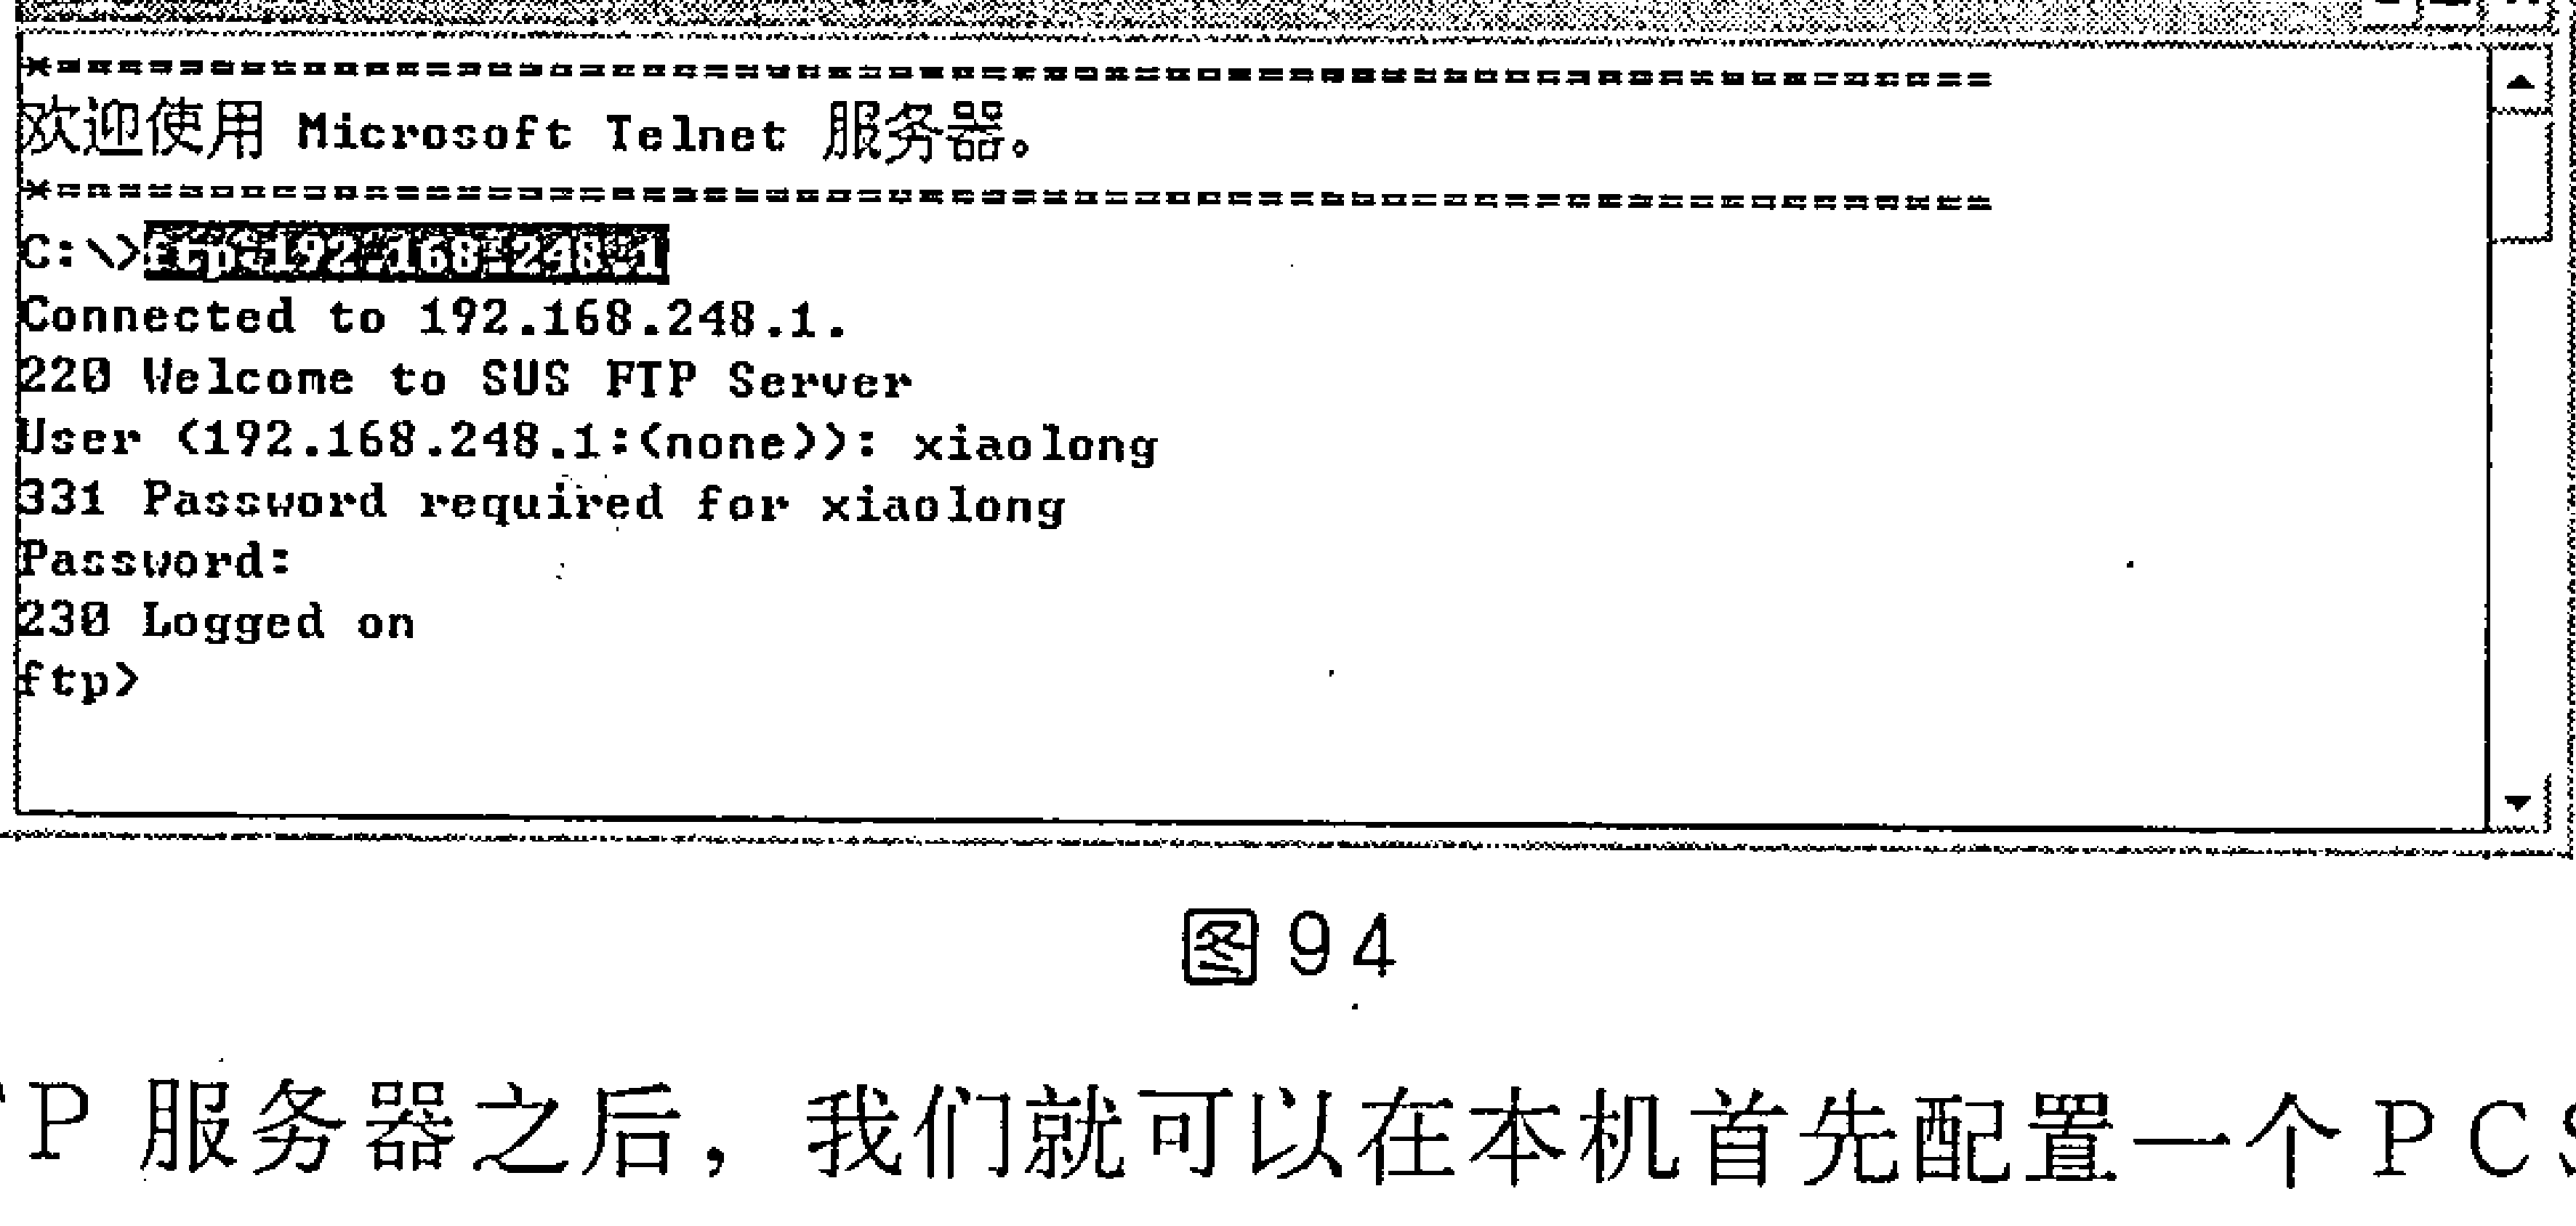 *===============================================================
欢迎使用 Microsoft Telnet 服务器。
*===============================================================
C:\>ftp 192.168.248.1
Connected to 192.168.248.1.
220 Welcome to SUS FTP Server
User (192.168.248.1:(none)): xiaolong
331 Password required for xiaolong
Password:
230 Logged on
ftp>
图94
P 服务器之后，我们就可以在本机首先配置一个PCS